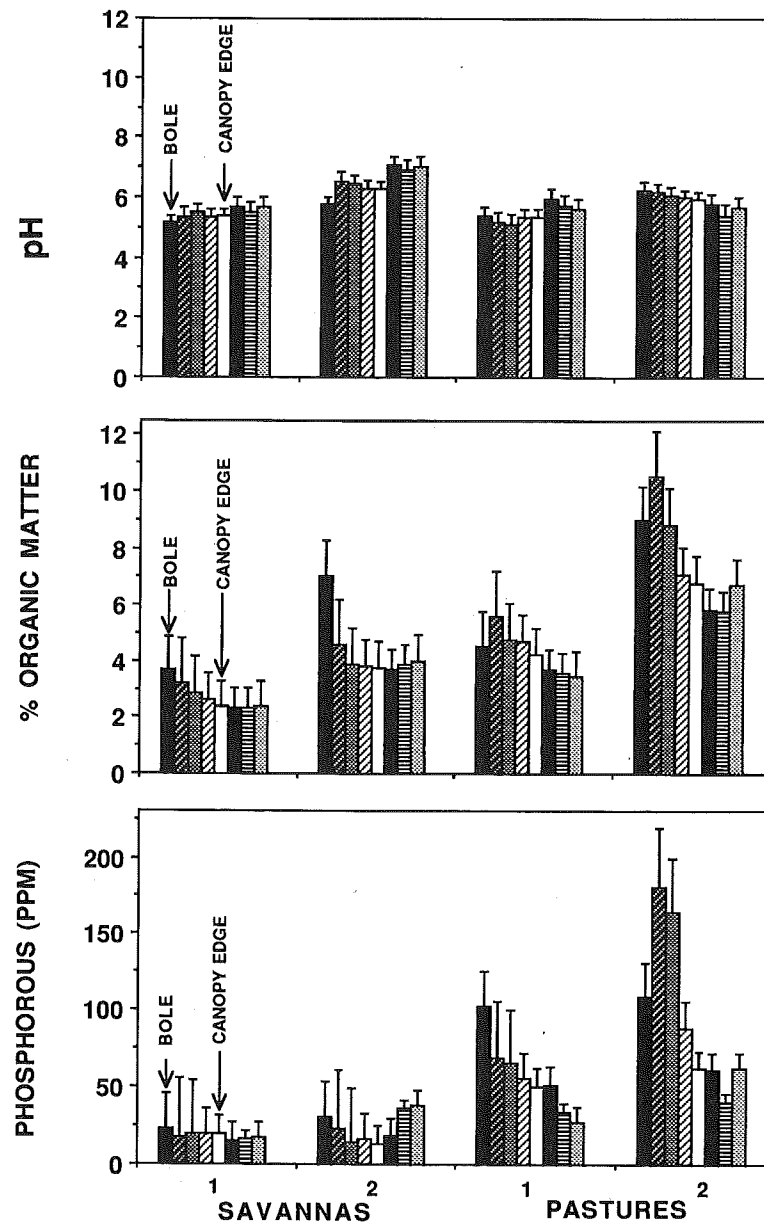 12
10
8
6
4
2
0
pH
BOLE
CANOPY EDGE
12
10
8
6
4
2
0
% ORGANIC MATTER
BOLE
CANOPY EDGE
200
150
100
50
0
PHOSPHOROUS (PPM)
BOLE
CANOPY EDGE
1 2 1 2
SAVANNAS PASTURES